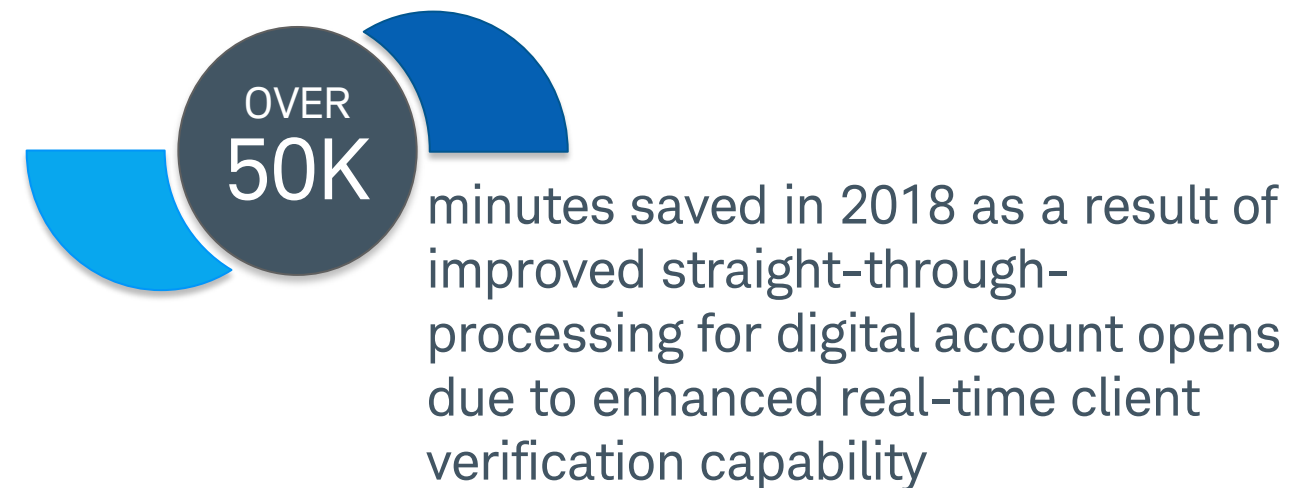 OVER
50K
minutes saved in 2018 as a result of
improved straight-through-
processing for digital account opens
due to enhanced real-time client
verification capability